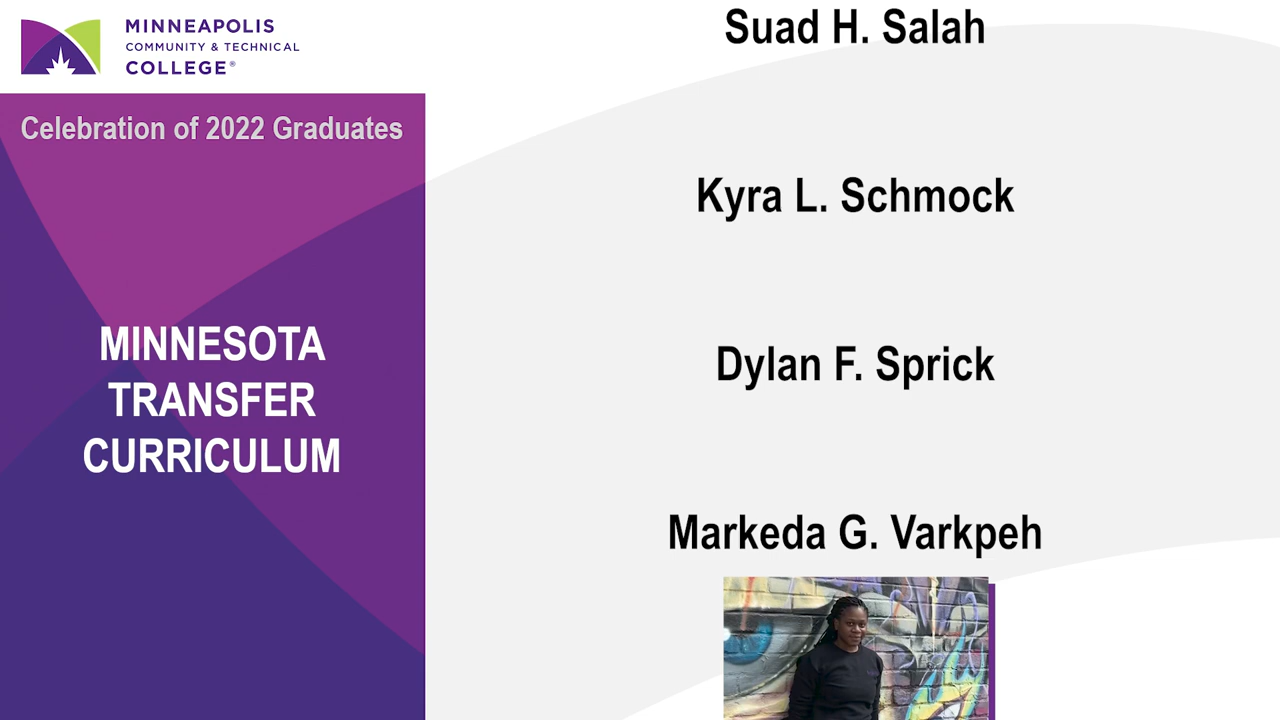 MINNEAPOLIS
COMMUNITY & TECHNICAL
COLLEGE®
Celebration of 2022 Graduates
MINNESOTA
TRANSFER
CURRICULUM
Suad H. Salah
Kyra L. Schmock
Dylan F. Sprick
Markeda G. Varkpeh